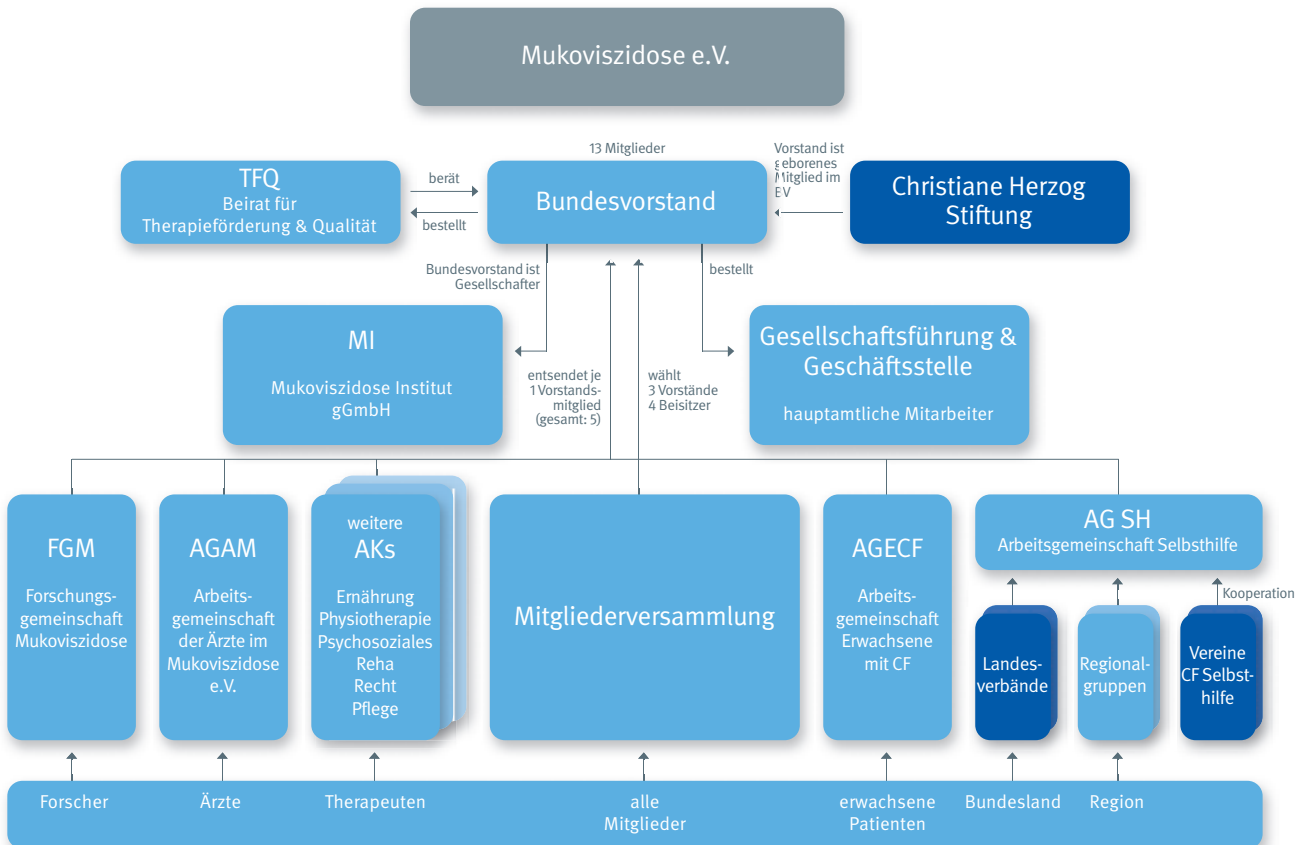 Mukoviszidose e.V.
13 Mitglieder
TFQ
Beirat für
Therapieförderung & Qualität
berät
bestellt
Bundesvorstand
Vorstand ist
geborenes
Mitglied im
BV
Christiane Herzog
Stiftung
Bundesvorstand ist
Gesellschafter
bestellt
MI
Mukoviszidose Institut
gGmbH
entsendet je
1 Vorstands-
mitglied
(gesamt: 5)
wählt
3 Vorstände
4 Beisitzer
Gesellschaftsführung &
Geschäftsstelle
hauptamtliche Mitarbeiter
FGM
Forschungs-
gemeinschaft
Mukoviszidose
AGAM
Arbeits-
gemeinschaft
der Ärzte im
Mukoviszidose
e.V.
weitere
AKs
Ernährung
Physiotherapie
Psychosoziales
Reha
Recht
Pflege
Mitgliederversammlung
AGECF
Arbeits-
gemeinschaft
Erwachsene
mit CF
AG SH
Arbeitsgemeinschaft Selbsthilfe
Kooperation
Landes-
verbände
Regional-
gruppen
Vereine
CF Selbst-
hilfe
Forscher
Ärzte
Therapeuten
alle
Mitglieder
erwachsene
Patienten
Bundesland
Region